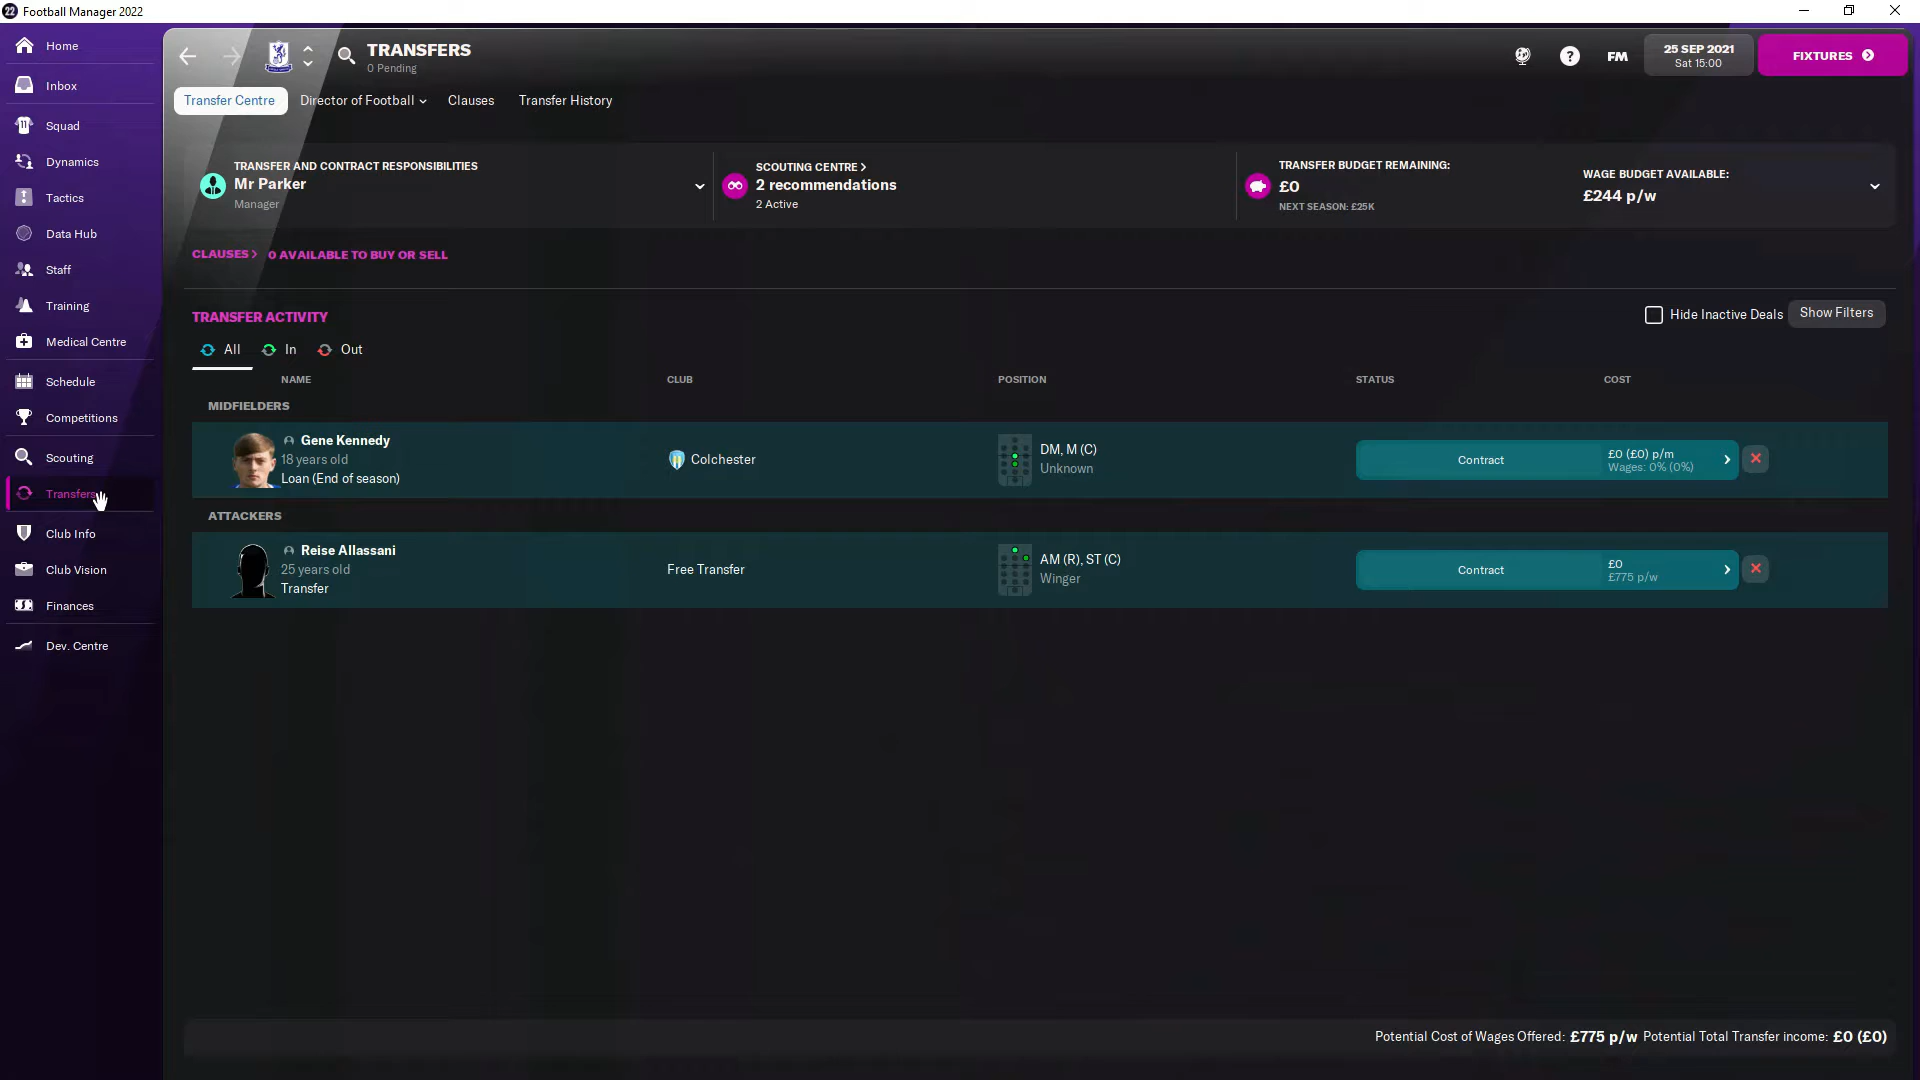 Football Manager 2022
Home
Inbox
Squad
Dynamics
Tactics
Data Hub
Staff
Training
Medical Centre
Schedule
Competitions
Scouting
Transfers
Club Info
Club Vision
Finances
Dev. Centre
TRANSFERS
0 Pending
FM
25 SEP 2021
Sat 15:00
FIXTURES
Transfer Centre
Director of Football
Clauses
Transfer History
TRANSFER AND CONTRACT RESPONSIBILITIES
Mr Parker
Manager
SCOUTING CENTRE >
2 recommendations
2 Active
TRANSFER BUDGET REMAINING:
£0
NEXT SEASON: £25K
WAGE BUDGET AVAILABLE:
£244 p/w
CLAUSES > 0 AVAILABLE TO BUY OR SELL
TRANSFER ACTIVITY
Hide Inactive Deals
Show Filters
All In Out
NAME CLUB POSITION STATUS COST
MIDFIELDERS
Gene Kennedy
18 years old
Loan (End of season)
Colchester
DM, M (C)
Unknown
Contract
£0 (£0) p/m
Wages: 0% (0%)
ATTACKERS
Reise Allassani
25 years old
Transfer
Free Transfer
AM (R), ST (C)
Winger
Contract
£0
£775 p/w
Potential Cost of Wages Offered: £775 p/w Potential Total Transfer income: £0 (£0)